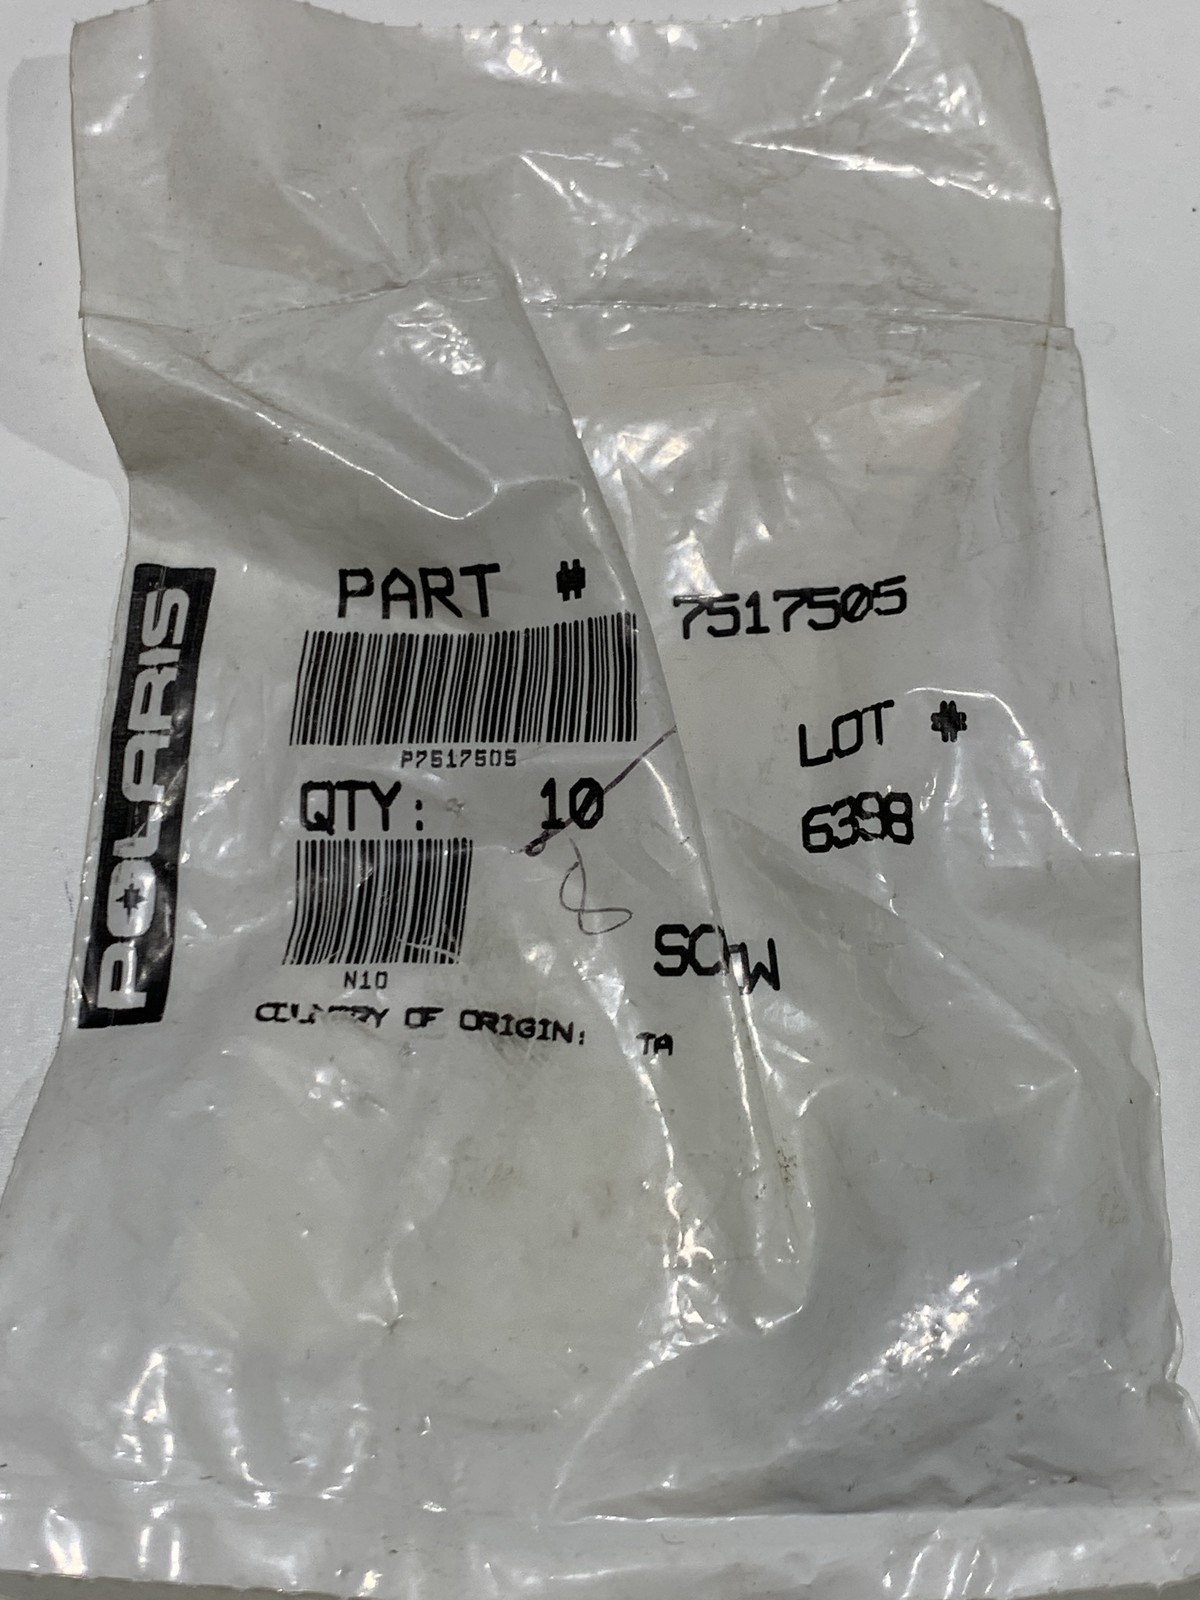 POLARIS
PART # 7517505
P7517505
LOT #
QTY: 10
6398
8
N10
COUNTRY OF ORIGIN: TA